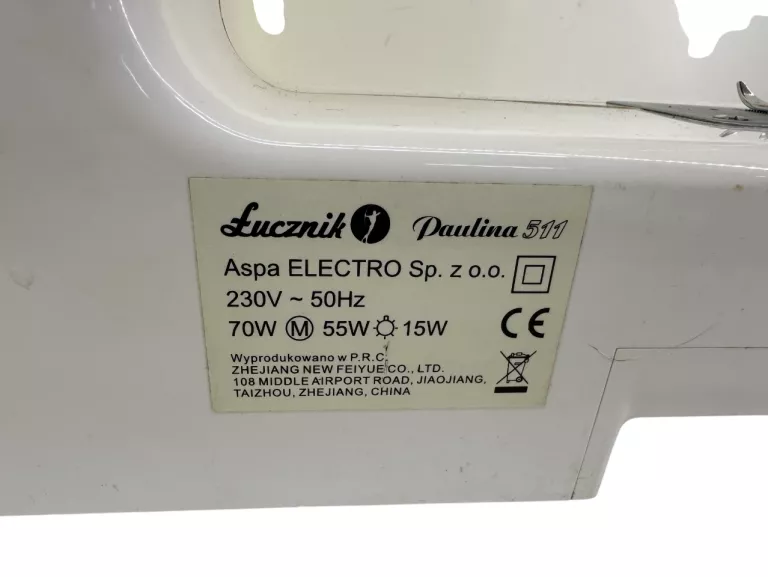 Łucznik Paulina 511
Aspa ELECTRO Sp. z o.o.
230V ~ 50Hz
70W M 55W 15W
CE
Wyprodukowano w P.R.C.
ZHEJIANG NEW FEIYUE CO., LTD.
108 MIDDLE AIRPORT ROAD, JIAOJIANG,
TAIZHOU, ZHEJIANG, CHINA